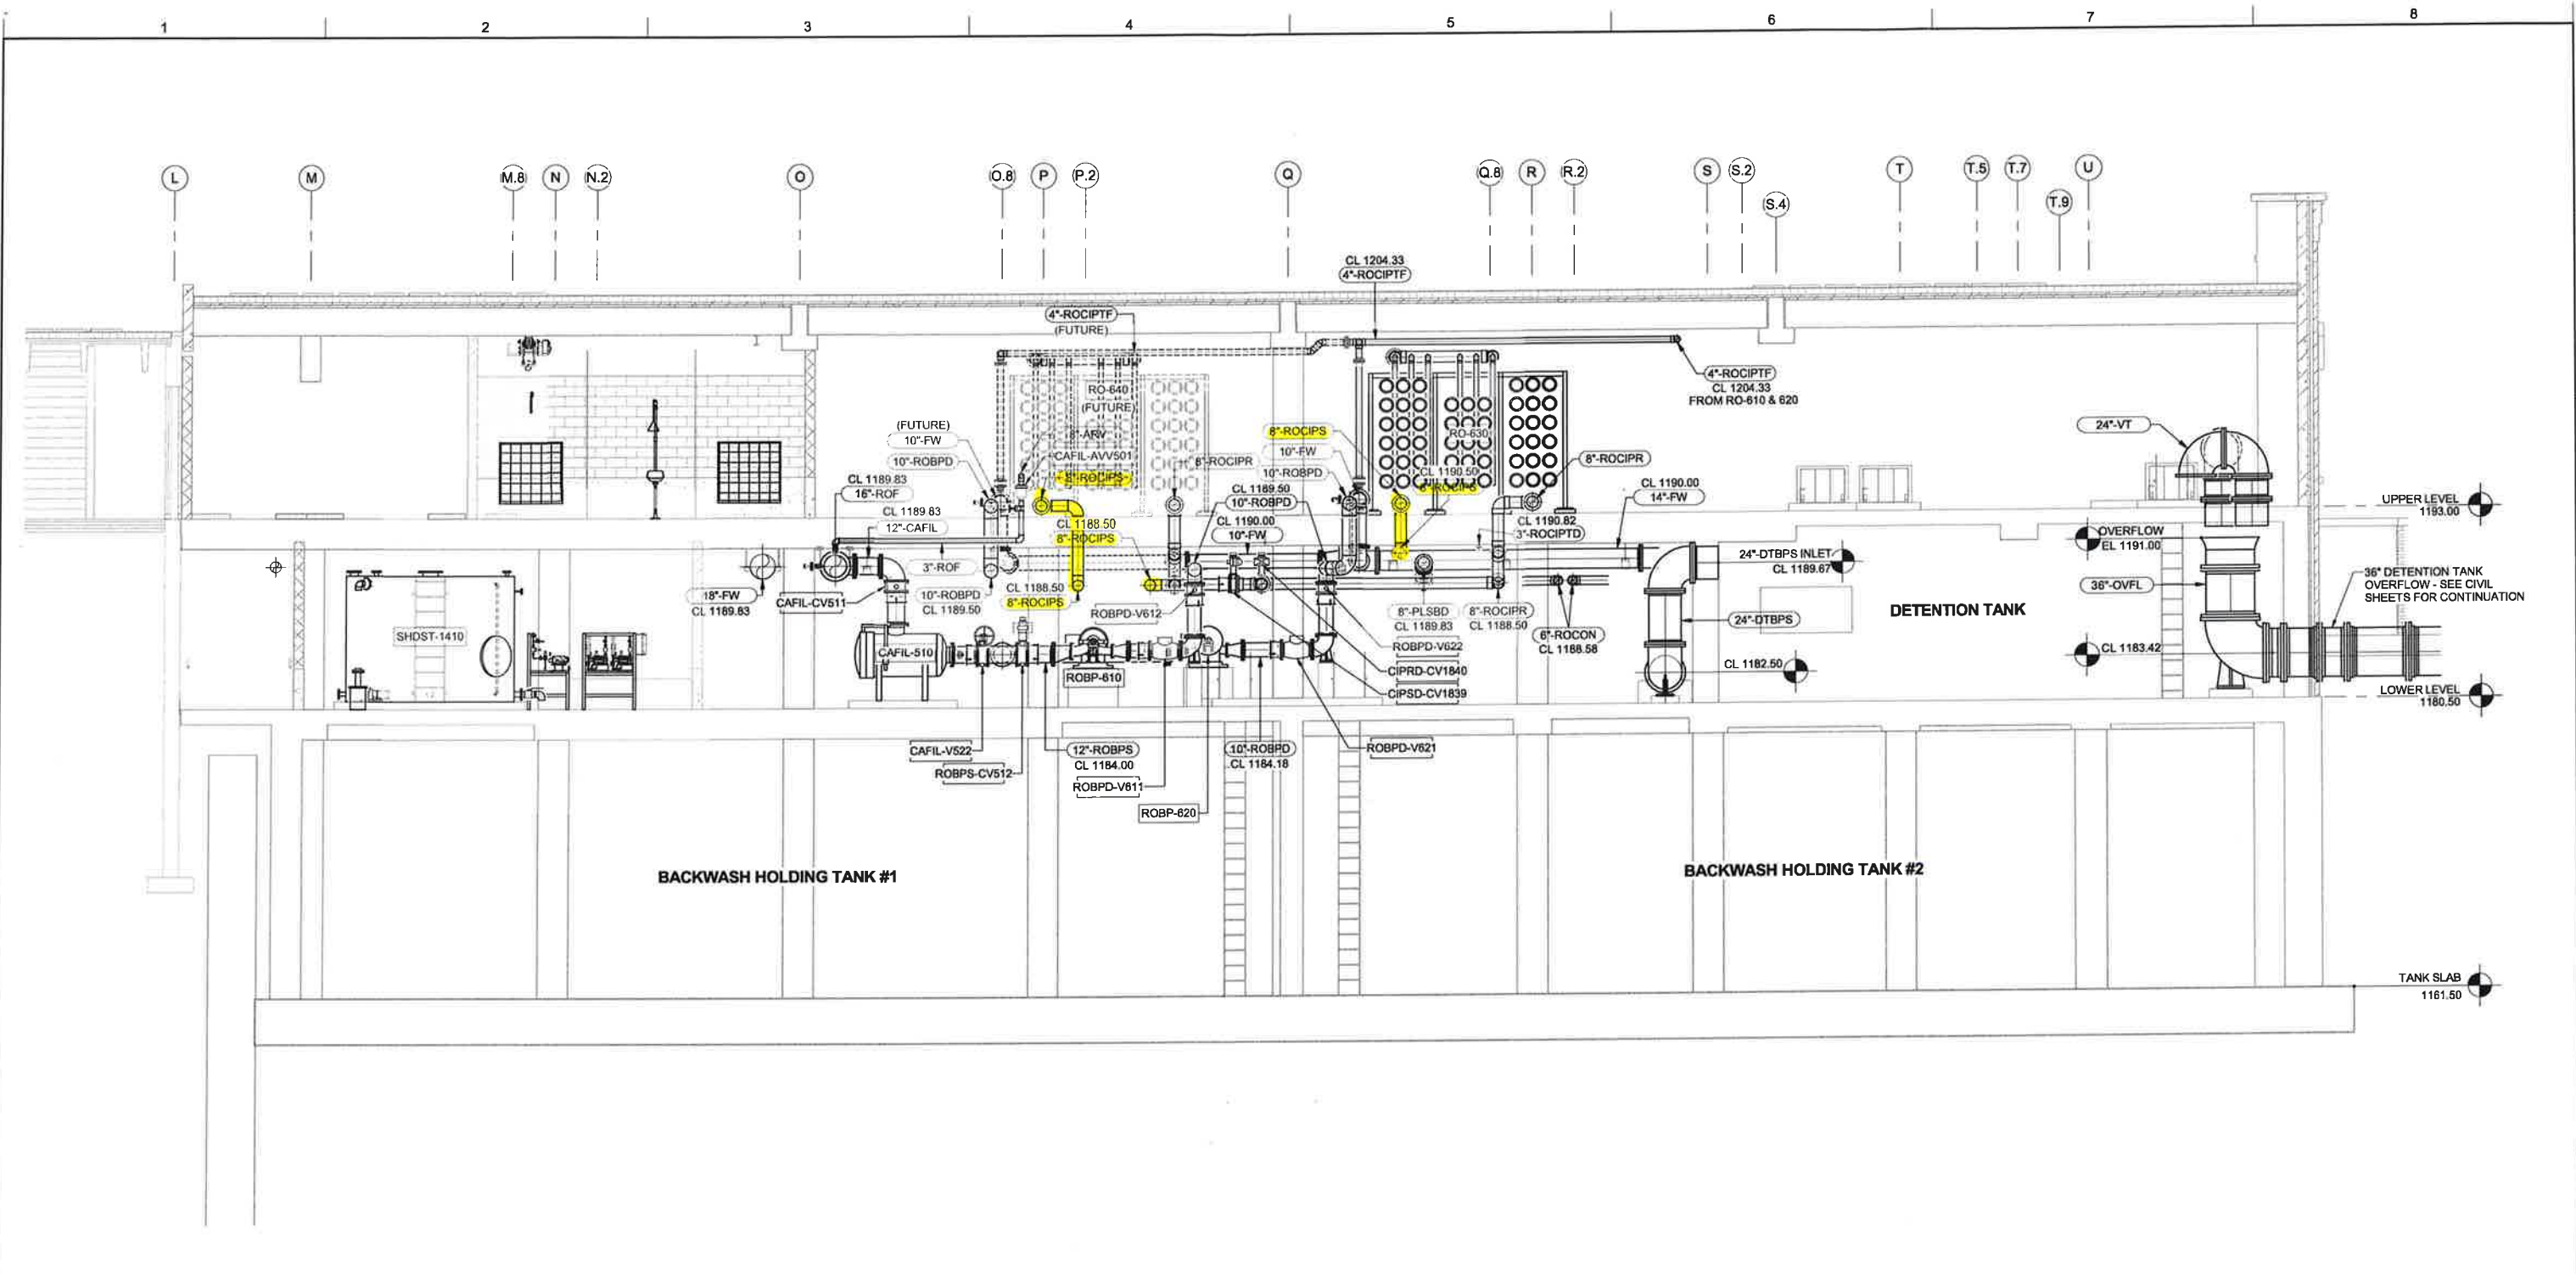 1 2 3 4 5 6 7 8
L M M.8 N N.2 O O.8 P P.2 Q Q.8 R R.2 S S.2 S.4 T T.5 T.7 T.9 U
CL 1204.33
4"-ROCIPTF
4"-ROCIPTF
(FUTURE)
4"-ROCIPTF
CL 1204.33
FROM RO-610 & 620
RO-640
(FUTURE)
8"-ARV
CAFIL-AVV501
8"-ROCIPS
(FUTURE)
10"-FW
10"-ROBPD
8"-ROCIPR
8"-ROCIPS
10"-FW
10"-ROBPD
RO-630
CL 1190.50
8"-ROCIPS
8"-ROCIPR
24"-VT
CL 1189.83
16"-ROF
CL 1189.83
12"-CAFIL
CL 1188.50
8"-ROCIPS
CL 1189.50
10"-ROBPD
CL 1190.00
10"-FW
CL 1190.82
3"-ROCIPTD
CL 1190.00
14"-FW
UPPER LEVEL
1193.00
OVERFLOW
EL 1191.00
24"-DTBPS INLET
CL 1189.67
3"-ROF
18"-FW
CL 1189.83
CAFIL-CV511
10"-ROBPD
CL 1189.50
CL 1188.50
8"-ROCIPS
ROBPD-V612
8"-PLSBD
CL 1189.83
8"-ROCIPR
CL 1188.50
6"-ROCON
CL 1188.58
24"-DTBPS
DETENTION TANK
36"-OVFL
36" DETENTION TANK
OVERFLOW - SEE CIVIL
SHEETS FOR CONTINUATION
SHDST-1410
CAFIL-510
ROBP-610
ROBPD-V622
CIPRD-CV1840
CIPSD-CV1839
CL 1182.50
CL 1183.42
LOWER LEVEL
1180.50
CAFIL-V522
ROBPS-CV512
12"-ROBPS
CL 1184.00
ROBPD-V611
ROBP-620
10"-ROBPD
CL 1184.18
ROBPD-V621
BACKWASH HOLDING TANK #1
BACKWASH HOLDING TANK #2
TANK SLAB
1161.50